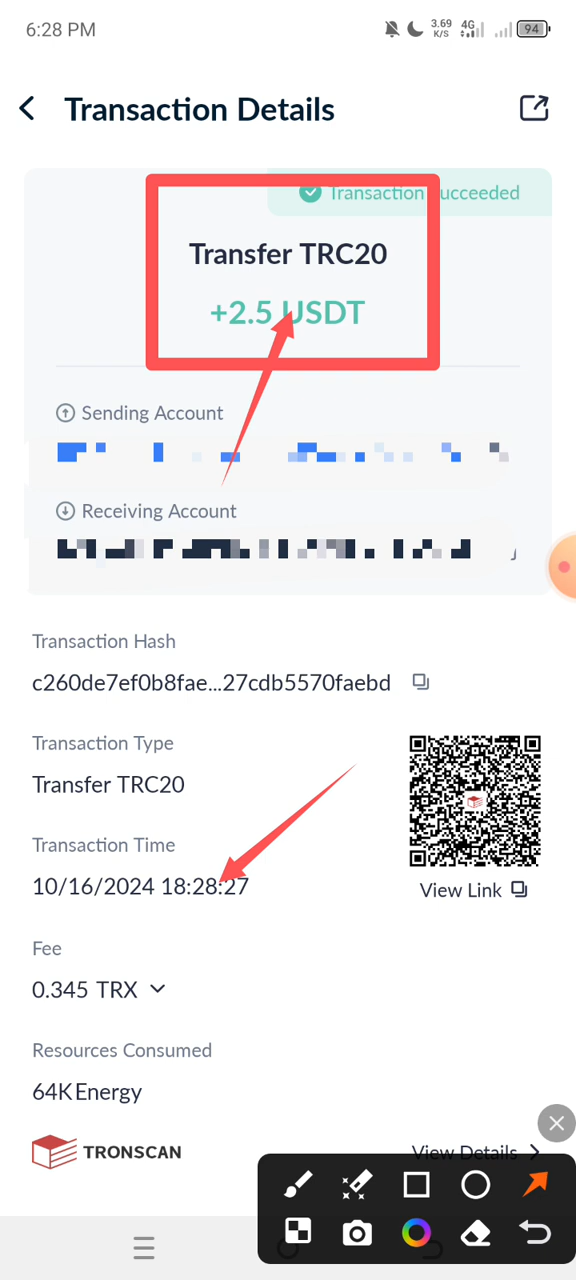 6:28 PM
3.69
K/S
4G
94
Transaction Details
Transaction ucceeded
Transfer TRC20
+2.5 USDT
Sending Account
Receiving Account
Transaction Hash
c260de7ef0b8fae...27cdb5570faebd
Transaction Type
Transfer TRC20
Transaction Time
10/16/2024 18:28:27
View Link
Fee
0.345 TRX
Resources Consumed
64K Energy
TRONSCAN
View Details